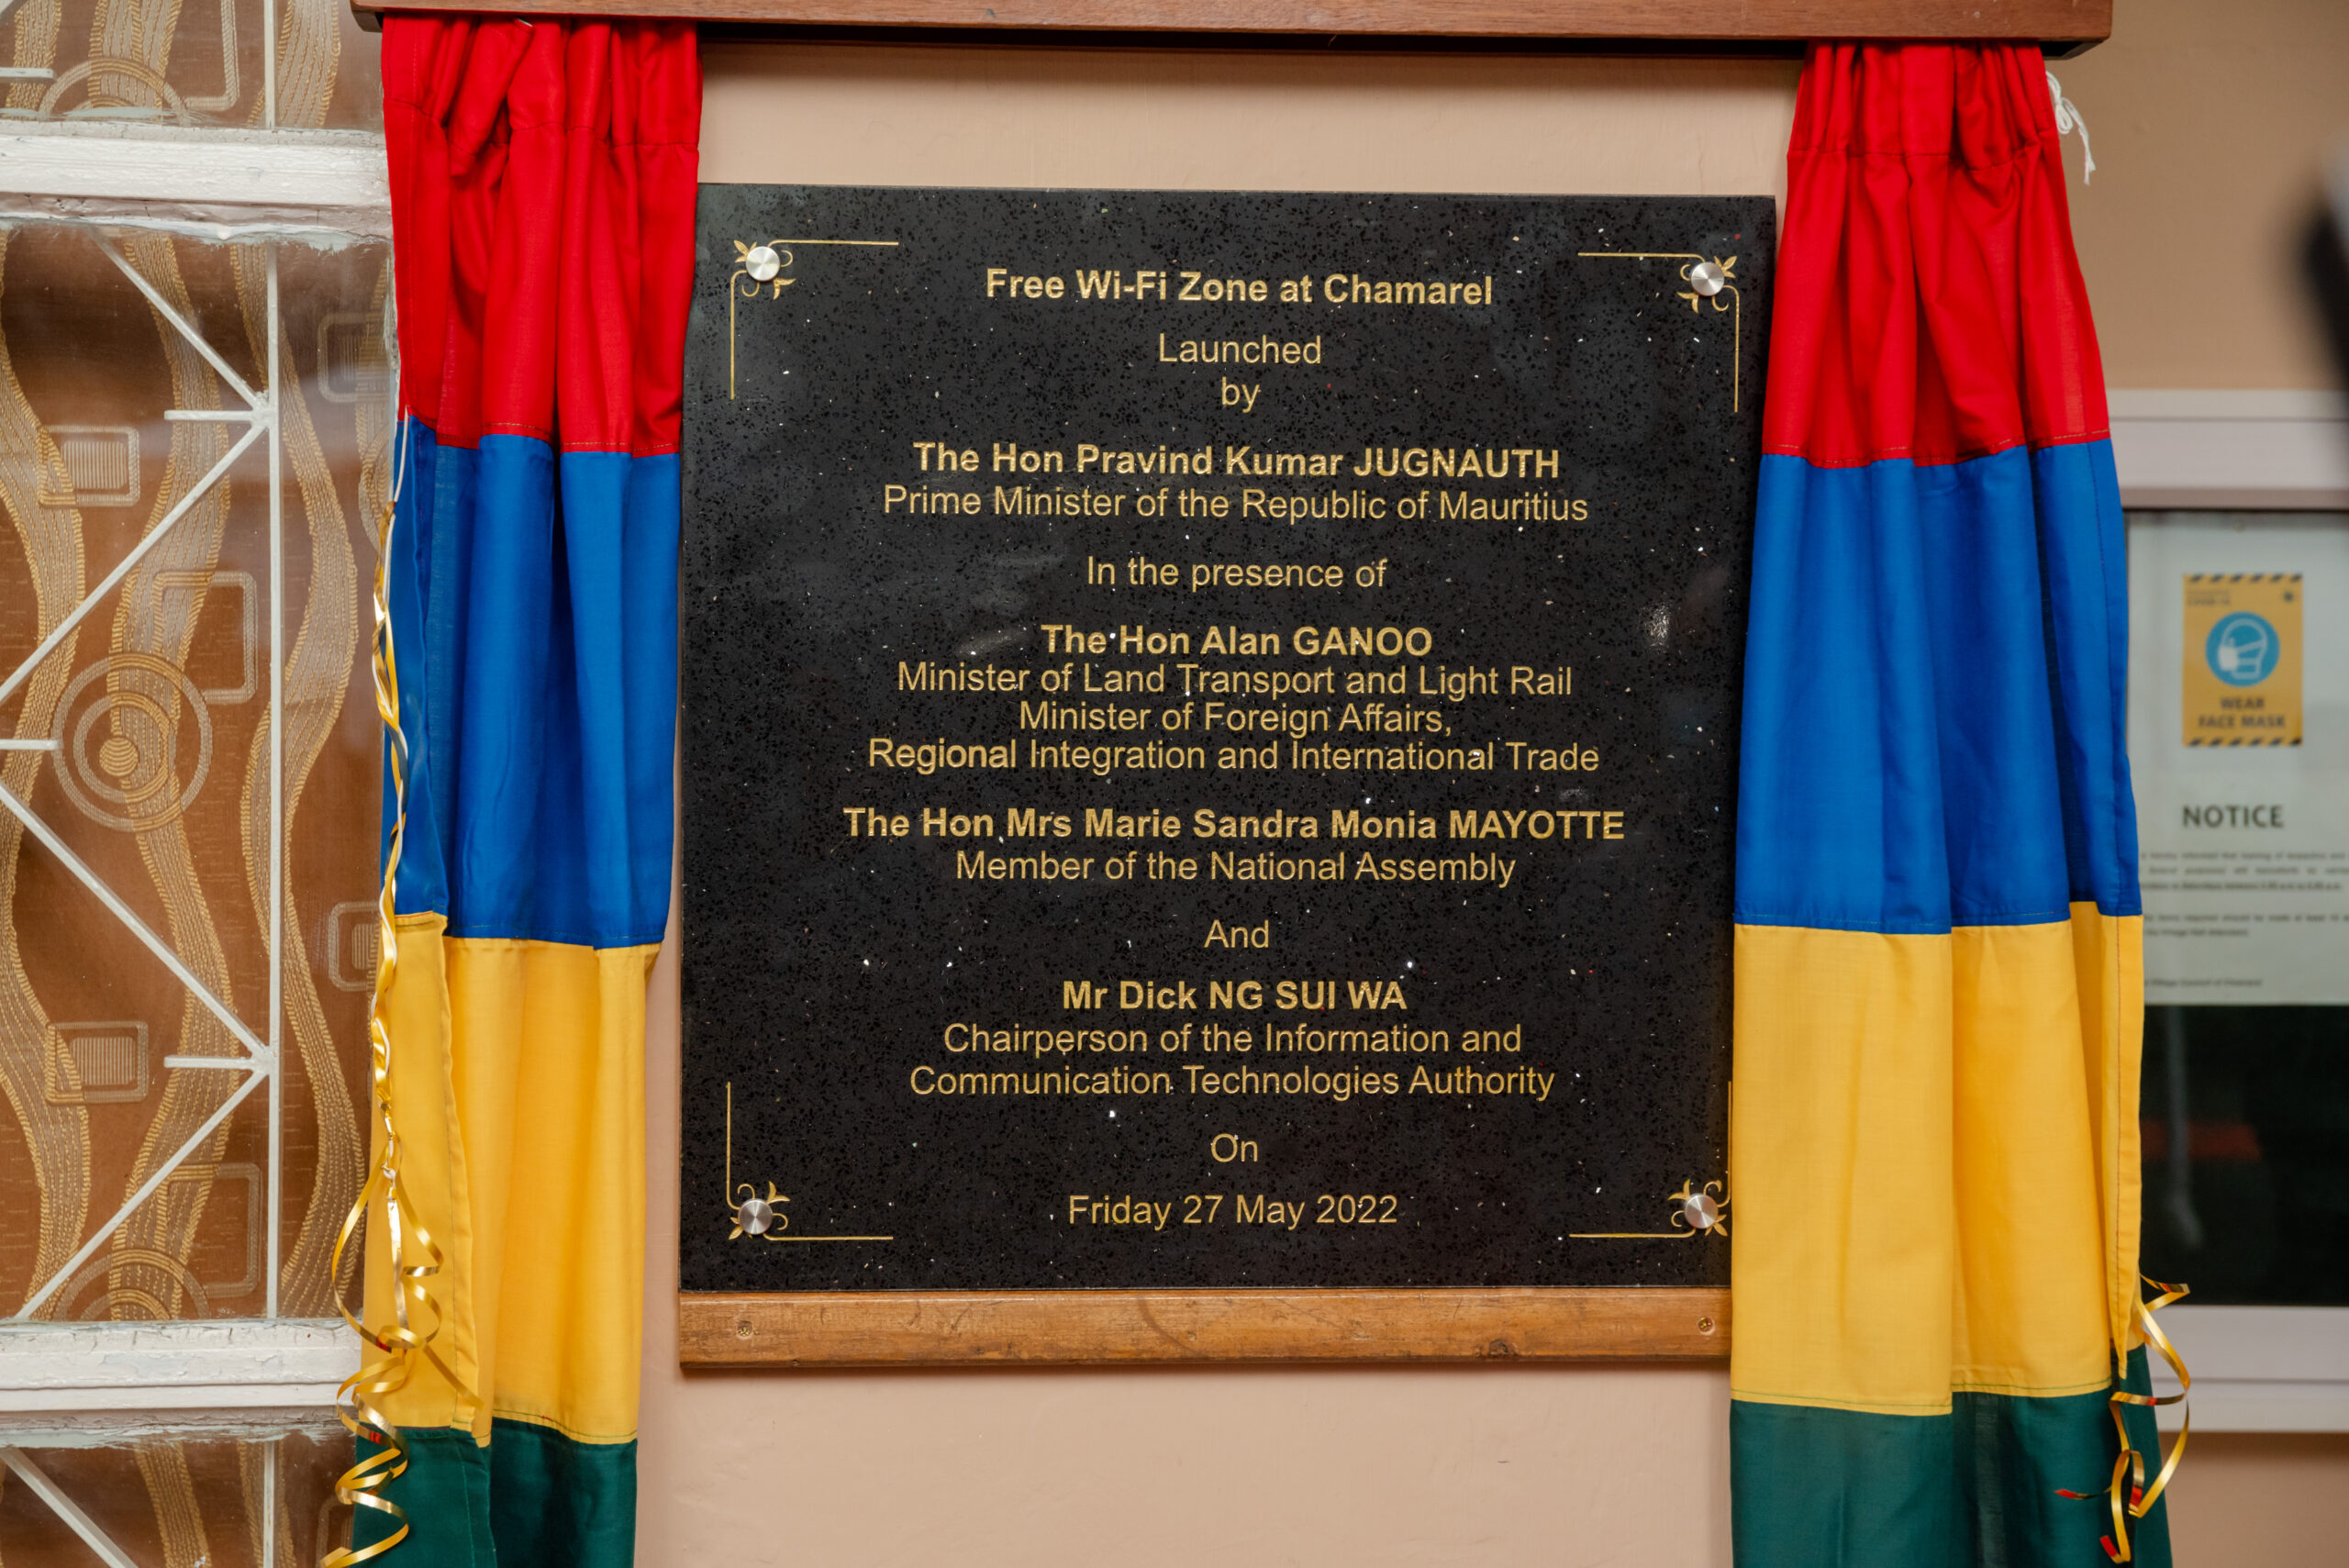 Free Wi-Fi Zone at Chamarel
Launched
by
The Hon Pravind Kumar JUGNAUTH
Prime Minister of the Republic of Mauritius
In the presence of
The Hon Alan GANOO
Minister of Land Transport and Light Rail
Minister of Foreign Affairs,
Regional Integration and International Trade
The Hon Mrs Marie Sandra Monia MAYOTTE
Member of the National Assembly
And
Mr Dick NG SUI WA
Chairperson of the Information and
Communication Technologies Authority
On
Friday 27 May 2022
WEAR
FACE MASK
NOTICE